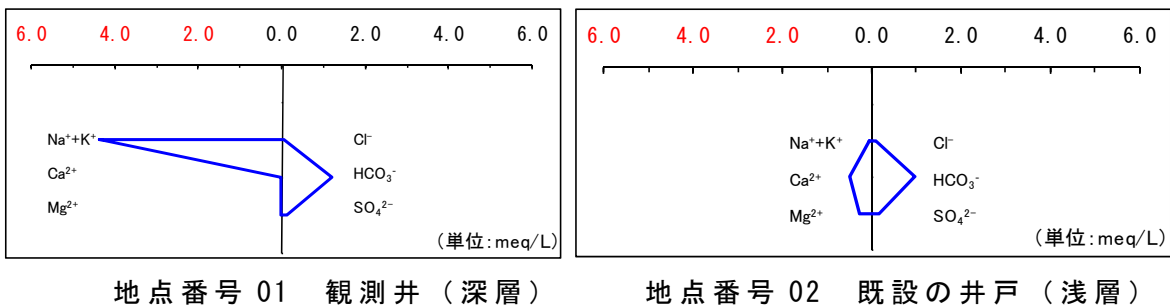 6.0 4.0 2.0 0.0 2.0 4.0 6.0
Na⁺+K⁺ Cl⁻
Ca²⁺ HCO₃⁻
Mg²⁺ SO₄²⁻
(単位:meq/L)
地点番号 01 観測井(深層)
6.0 4.0 2.0 0.0 2.0 4.0 6.0
Na⁺+K⁺ Cl⁻
Ca²⁺ HCO₃⁻
Mg²⁺ SO₄²⁻
(単位:meq/L)
地点番号 02 既設の井戸(浅層)